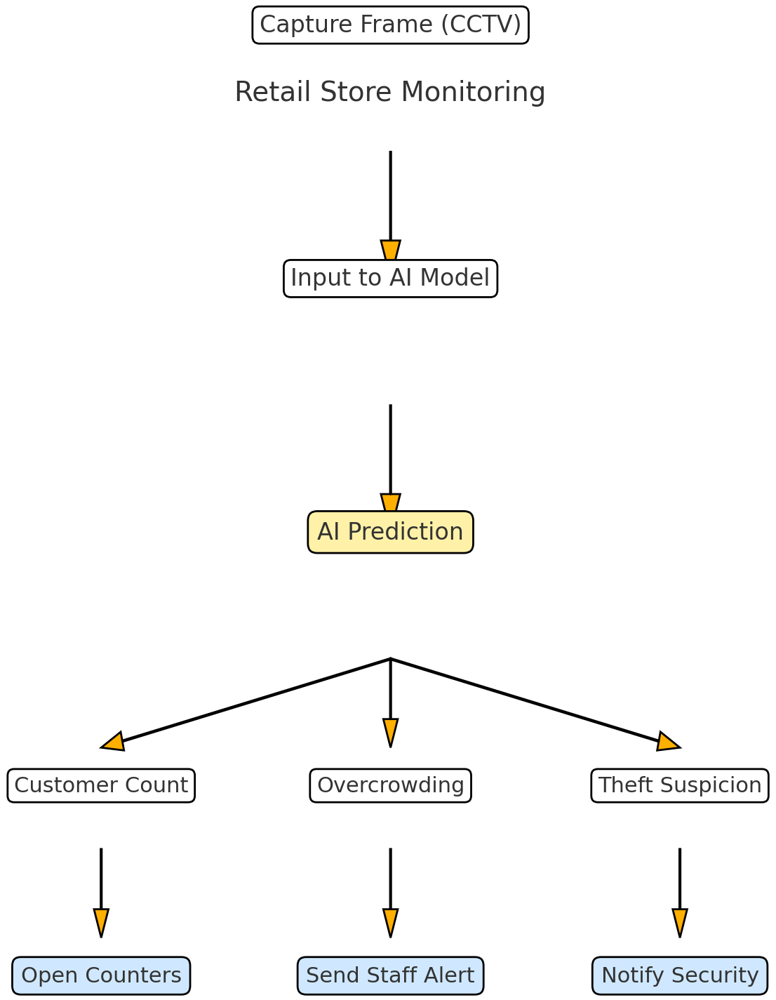 Capture Frame (CCTV)
Retail Store Monitoring
Input to AI Model
AI Prediction
Customer Count
Overcrowding
Theft Suspicion
Open Counters
Send Staff Alert
Notify Security